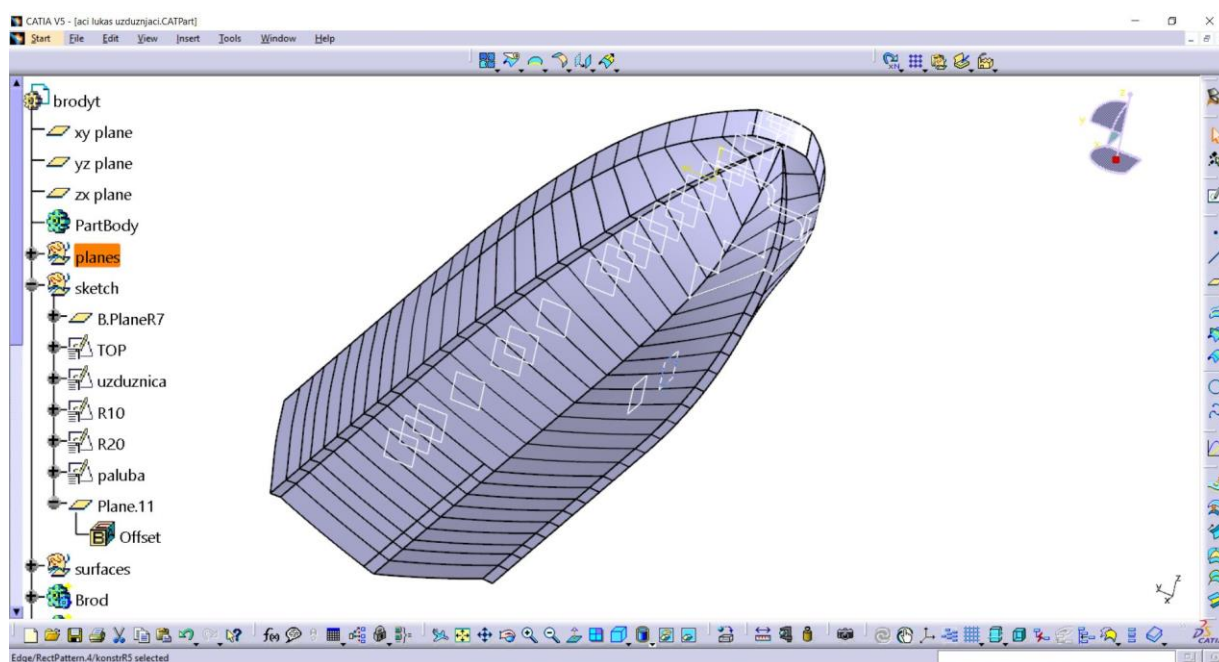 CATIA V5 - [aci lukas uzduznjaci.CATPart]
Start File Edit View Insert Tools Window Help
brodyt
xy plane
yz plane
zx plane
PartBody
planes
sketch
B.PlaneR7
TOP
uzduznica
R10
R20
paluba
Plane.11
Offset
surfaces
Brod
Edge/RectPattern.4/konstrR5 selected